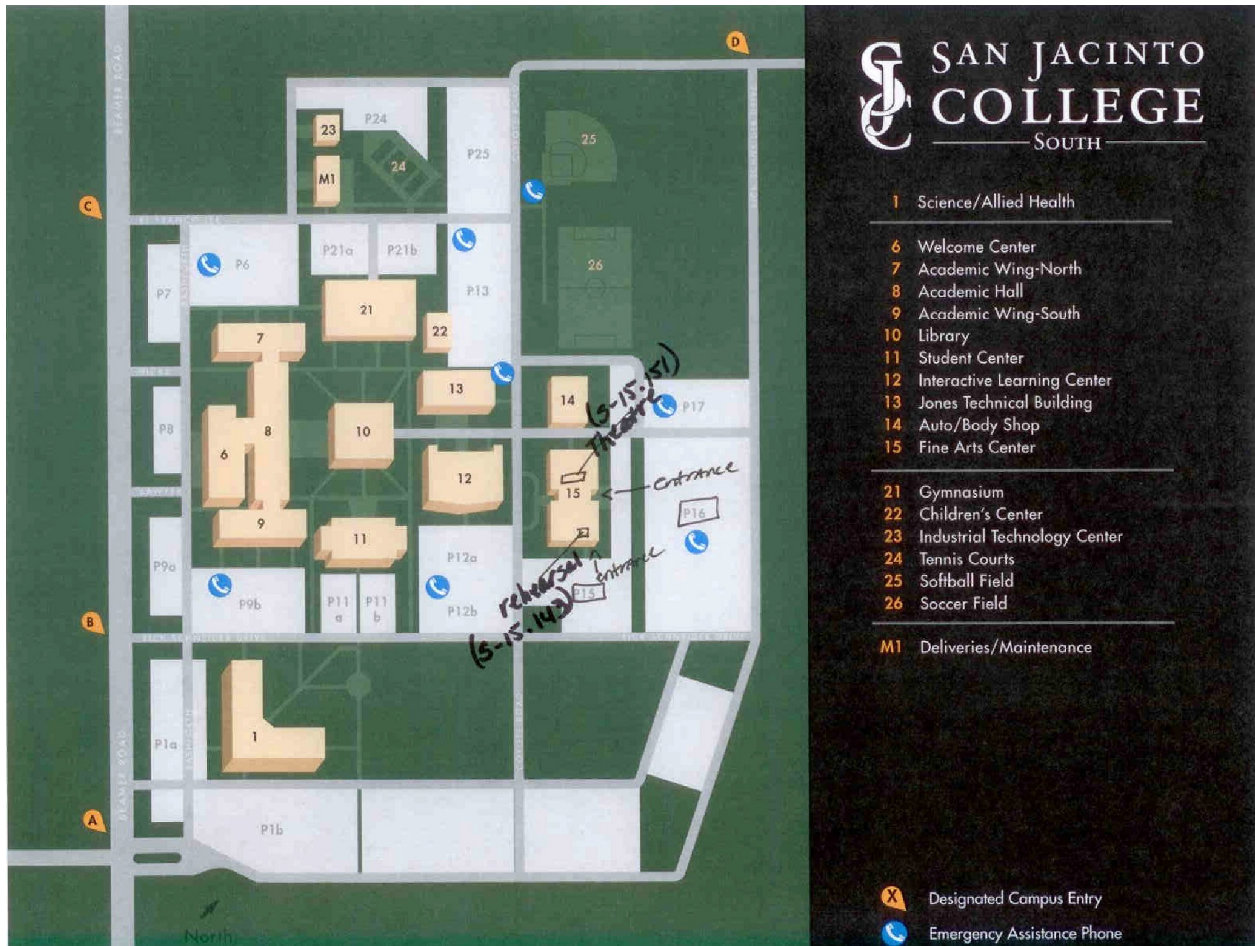 SAN JACINTO
COLLEGE
SOUTH
1 Science/Allied Health
6 Welcome Center
7 Academic Wing-North
8 Academic Hall
9 Academic Wing-South
10 Library
11 Student Center
12 Interactive Learning Center
13 Jones Technical Building
14 Auto/Body Shop
15 Fine Arts Center
21 Gymnasium
22 Children's Center
23 Industrial Technology Center
24 Tennis Courts
25 Softball Field
26 Soccer Field
M1 Deliveries/Maintenance
X Designated Campus Entry
Emergency Assistance Phone
D
BEAMER ROAD
23
P24
M1
24
P25
25
C
P6
P21a
P21b
P7
P13
26
21
22
7
13
14
P17
(S-15.151)
Theatre
P8
8
10
6
12
15
entrance
P16
9
11
P9a
P12a
entrance
rehearsal
(S-15.143)
P15
P9b
P11
a
P11
b
P12b
B
P1a
1
BEAMER ROAD
A
P1b
North